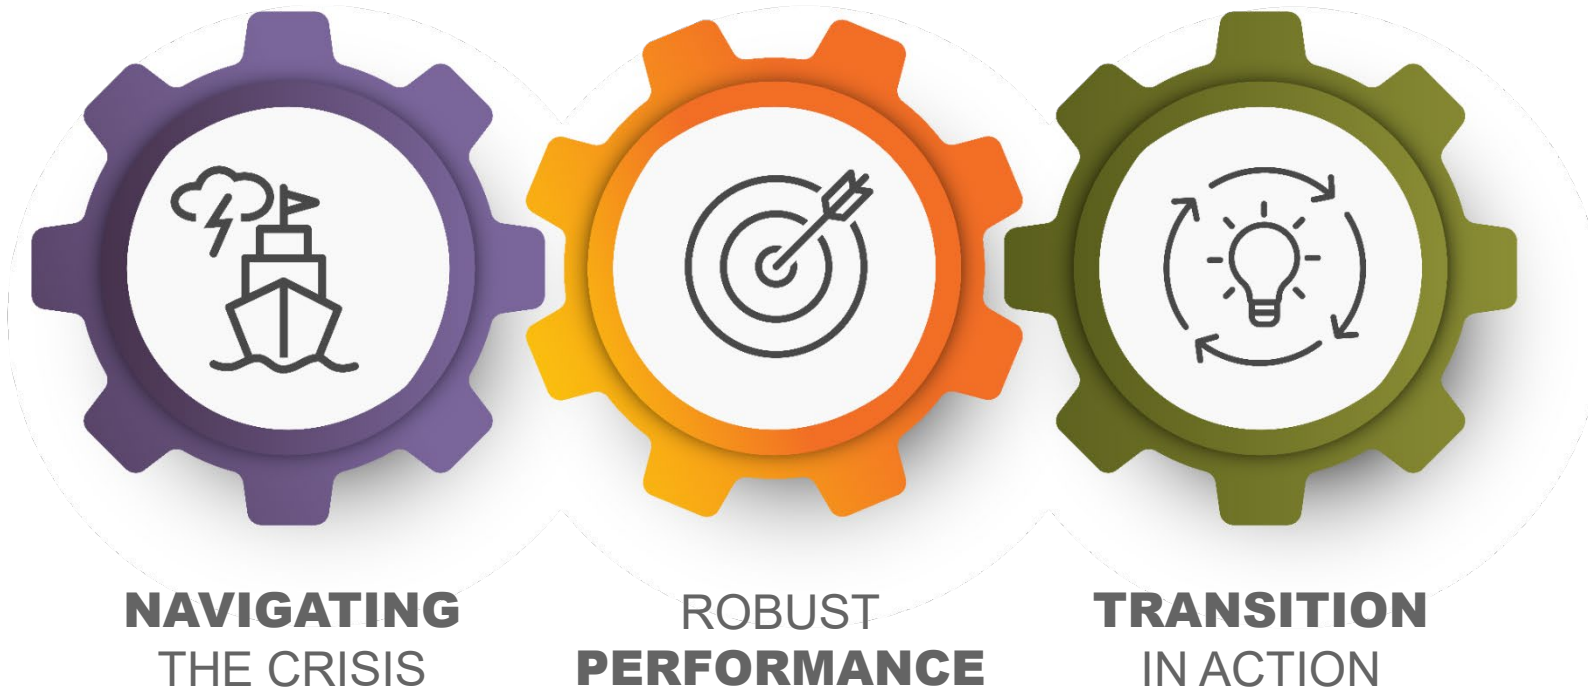 NAVIGATING
THE CRISIS
ROBUST
PERFORMANCE
TRANSITION
IN ACTION